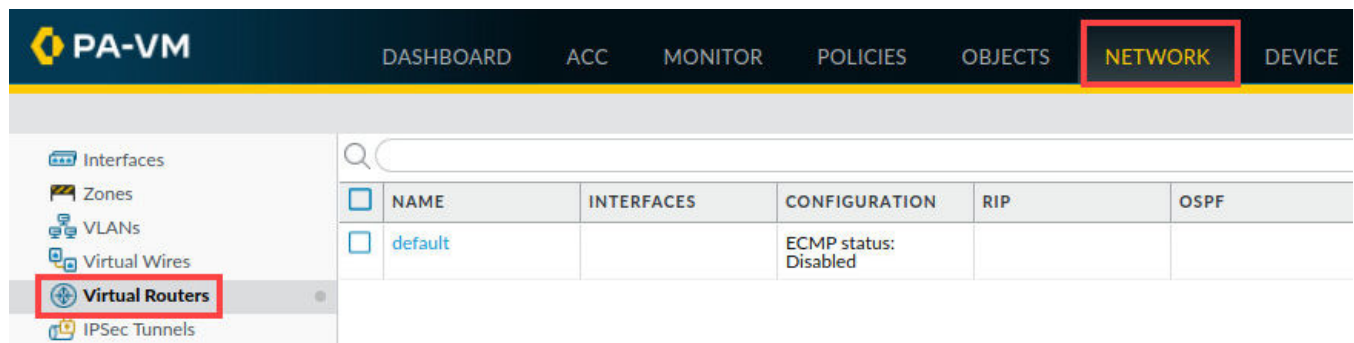 PA-VM
DASHBOARD ACC MONITOR POLICIES OBJECTS NETWORK DEVICE
Interfaces
Zones
VLANs
Virtual Wires
Virtual Routers
IPSec Tunnels
NAME INTERFACES CONFIGURATION RIP OSPF
default ECMP status:
Disabled